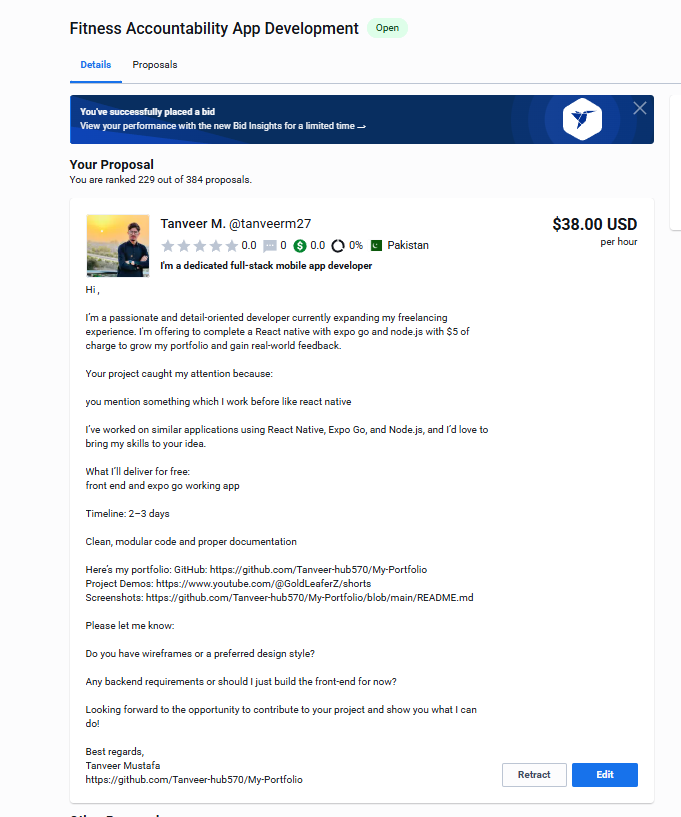 Fitness Accountability App Development Open
Details Proposals
You've successfully placed a bid
View your performance with the new Bid Insights for a limited time →
Your Proposal
You are ranked 229 out of 384 proposals.
Tanveer M. @tanveerm27 $38.00 USD
0.0 0 $ 0.0 0% Pakistan per hour
I'm a dedicated full-stack mobile app developer
Hi ,
I'm a passionate and detail-oriented developer currently expanding my freelancing
experience. I'm offering to complete a React native with expo go and node.js with $5 of
charge to grow my portfolio and gain real-world feedback.
Your project caught my attention because:
you mention something which I work before like react native
I've worked on similar applications using React Native, Expo Go, and Node.js, and I'd love to
bring my skills to your idea.
What I'll deliver for free:
front end and expo go working app
Timeline: 2–3 days
Clean, modular code and proper documentation
Here's my portfolio: GitHub: https://github.com/Tanveer-hub570/My-Portfolio
Project Demos: https://www.youtube.com/@GoldLeaferZ/shorts
Screenshots: https://github.com/Tanveer-hub570/My-Portfolio/blob/main/README.md
Please let me know:
Do you have wireframes or a preferred design style?
Any backend requirements or should I just build the front-end for now?
Looking forward to the opportunity to contribute to your project and show you what I can
do!
Best regards,
Tanveer Mustafa
https://github.com/Tanveer-hub570/My-Portfolio
Retract Edit